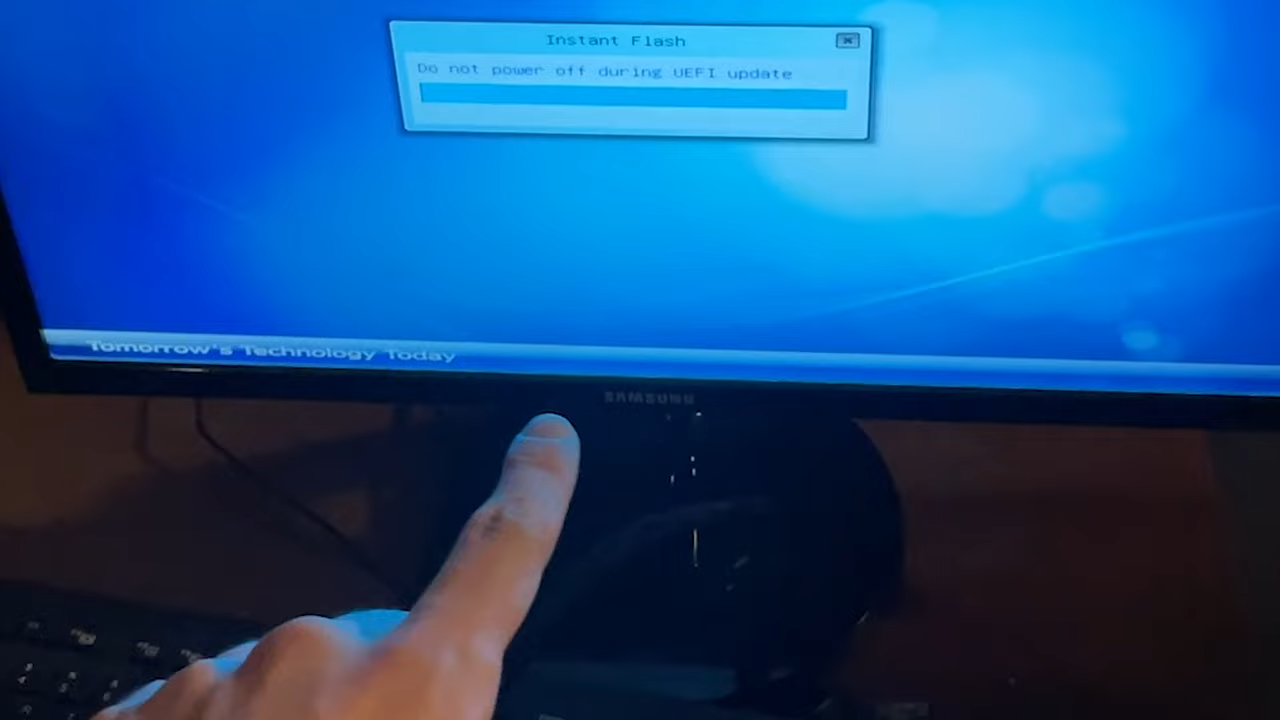 Instant Flash
Do not power off during UEFI update
Tomorrow's Technology Today
SAMSUNG